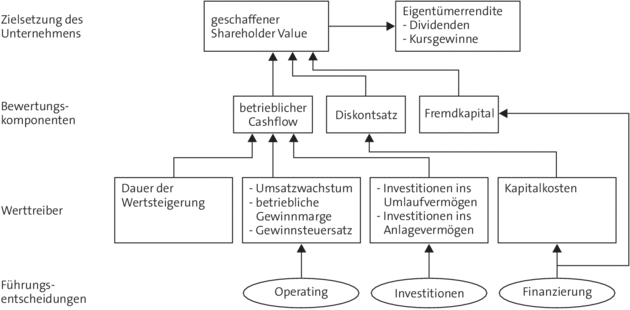 Zielsetzung des
Unternehmens
geschaffener
Shareholder Value
Eigentümerrendite
- Dividenden
- Kursgewinne
Bewertungs-
komponenten
betrieblicher
Cashflow
Diskontsatz
Fremdkapital
Werttreiber
Dauer der
Wertsteigerung
- Umsatzwachstum
- betriebliche
Gewinnmarge
- Gewinnsteuersatz
- Investitionen ins
Umlaufvermögen
- Investitionen ins
Anlagevermögen
Kapitalkosten
Führungs-
entscheidungen
Operating
Investitionen
Finanzierung